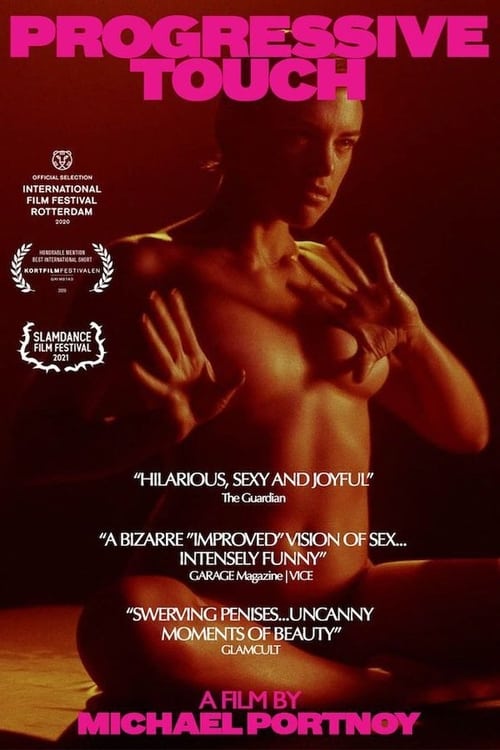 PROGRESSIVE
TOUCH
OFFICIAL SELECTION
INTERNATIONAL
FILM FESTIVAL
ROTTERDAM
2020
HONORABLE MENTION
BEST INTERNATIONAL SHORT
KORTFILMFESTIVALEN
GRIMSTAD
SLAMDANCE
FILM FESTIVAL
2021
“HILARIOUS, SEXY AND JOYFUL”
The Guardian
“A BIZARRE ”IMPROVED” VISION OF SEX...
INTENSELY FUNNY”
GARAGE Magazine | VICE
“SWERVING PENISES...UNCANNY
MOMENTS OF BEAUTY”
GLAMCULT
A FILM BY
MICHAEL PORTNOY